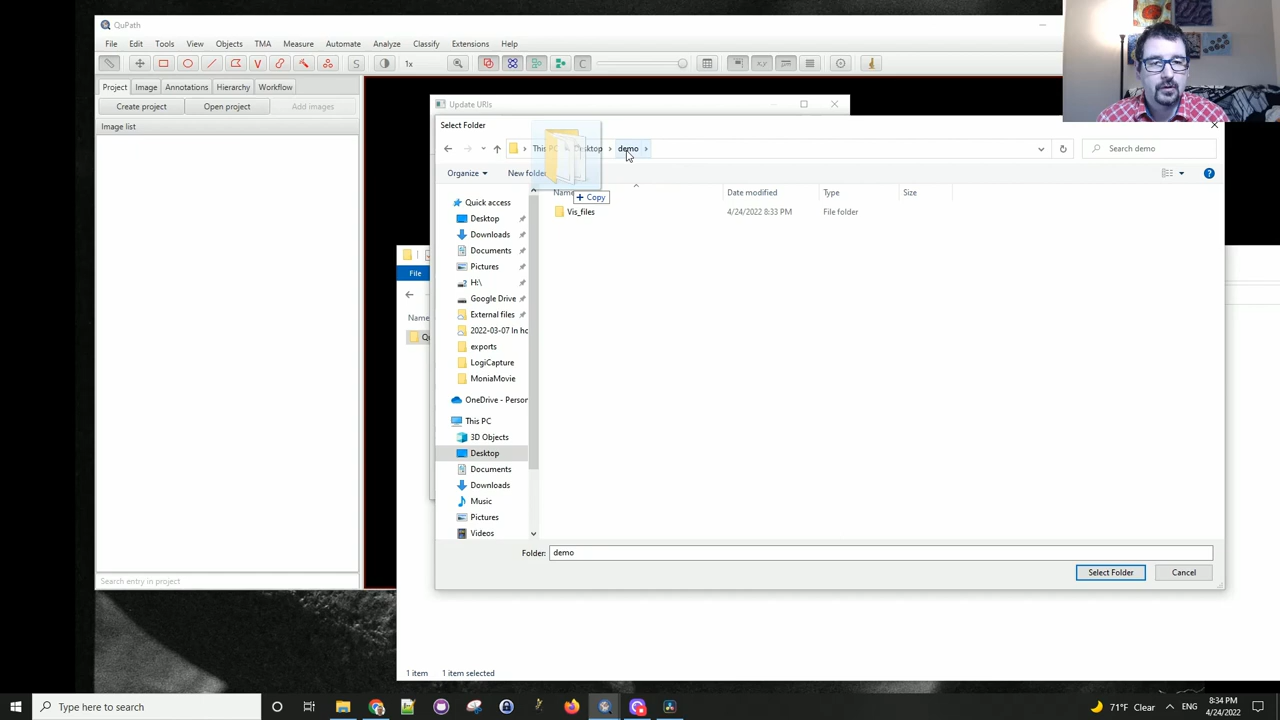 QuPath
File Edit Tools View Objects TMA Measure Automate Analyze Classify Extensions Help
S C 1x x,y
Project Image Annotations Hierarchy Workflow
Create project Open project Add images
Image list
Update URIs
Select Folder
Desktop demo
Search demo
Organize New folder
Date modified Type Size
Quick access
Vis_files 4/24/2022 8:33 PM File folder
+ Copy
Desktop
Downloads
Documents
Pictures
H:\
Google Drive
External files
2022-03-07 In ho
exports
LogiCapture
MoniaMovie
OneDrive - Person
This PC
3D Objects
Desktop
Documents
Downloads
Music
Pictures
Videos
File
Folder: demo
Select Folder Cancel
Search entry in project
1 item 1 item selected
Type here to search
71°F Clear ENG 8:34 PM
4/24/2022